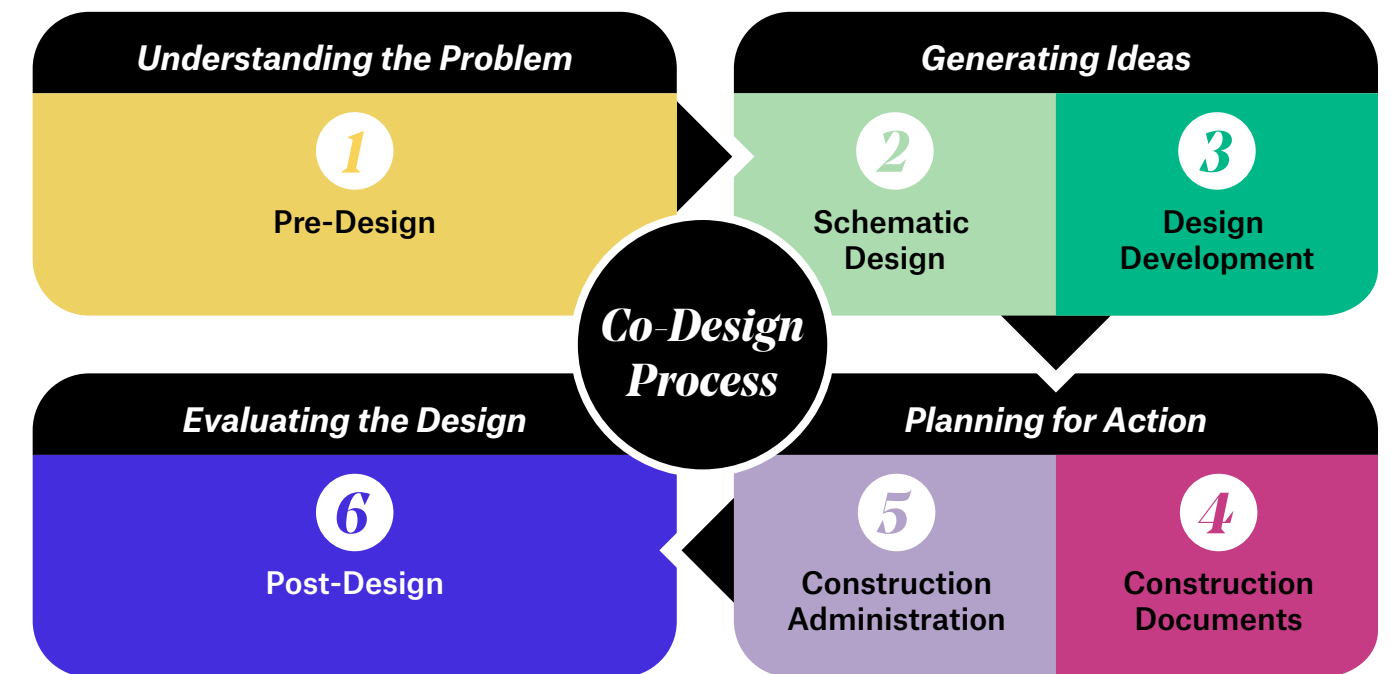 Understanding the Problem
1
Pre-Design
Generating Ideas
2
Schematic
Design
3
Design
Development
Co-Design
Process
Planning for Action
4
Construction
Documents
5
Construction
Administration
Evaluating the Design
6
Post-Design